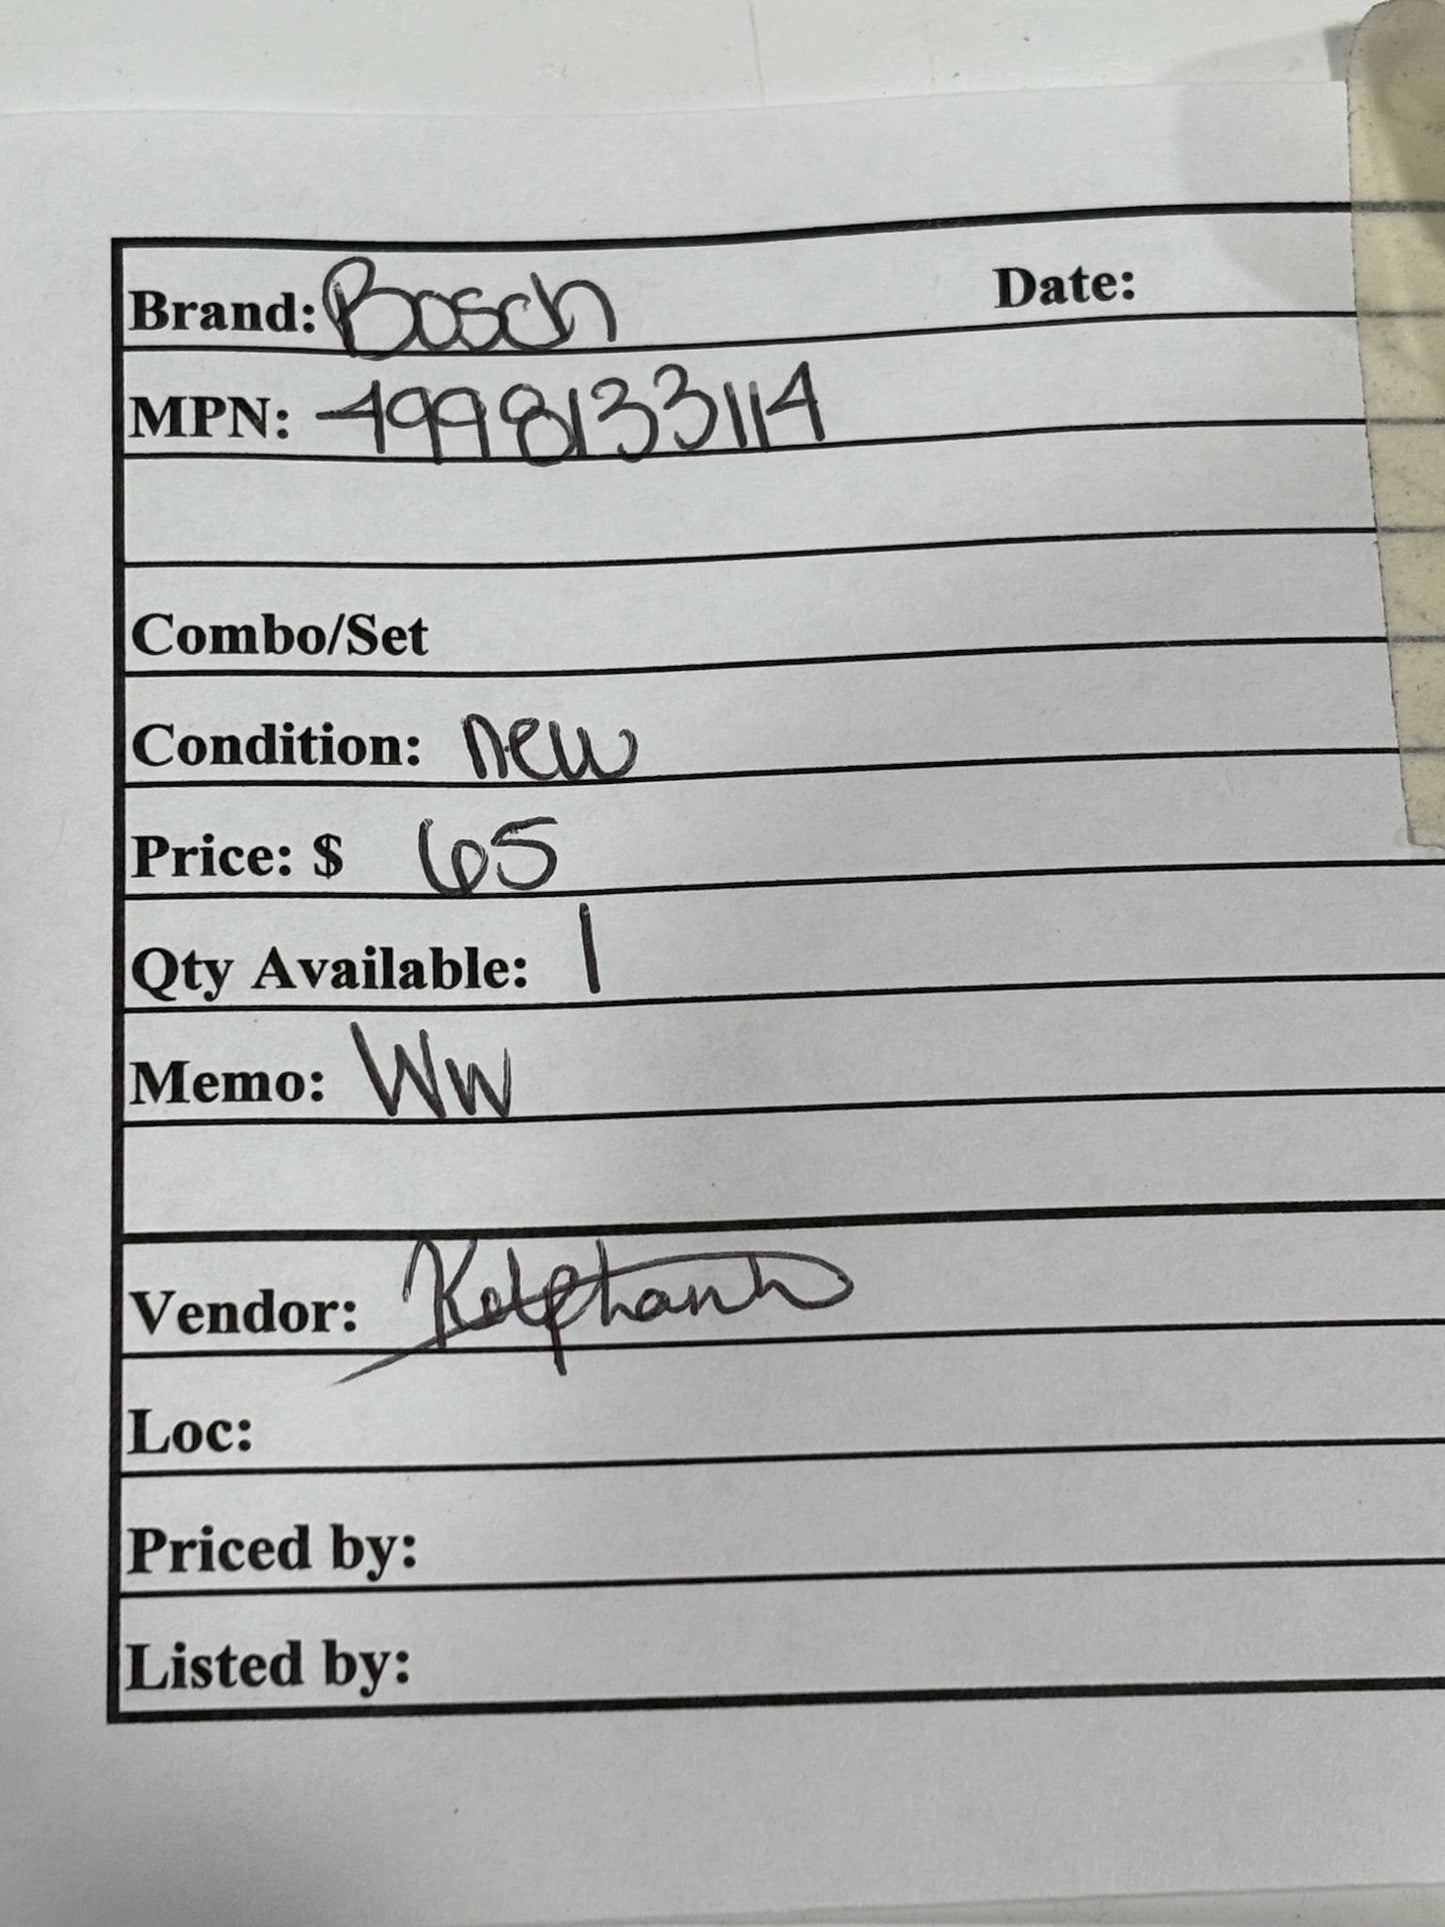 Brand: Bosch Date:
MPN: 4998133114
Combo/Set
Condition: new
Price: $ 65
Qty Available: 1
Memo: WW
Vendor:
Loc:
Priced by:
Listed by: